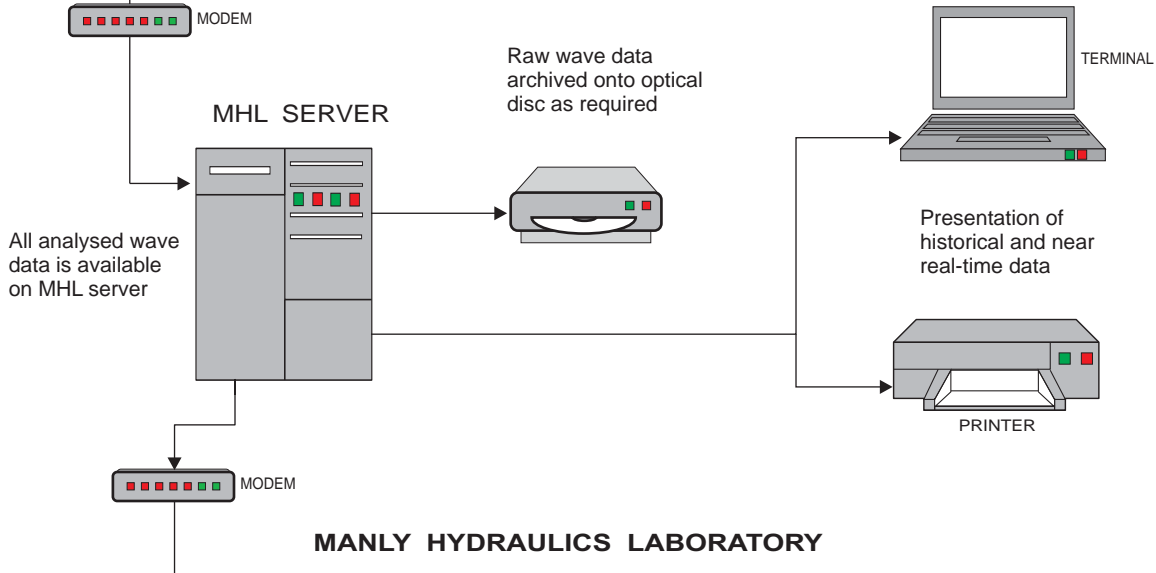 MODEM
Raw wave data
archived onto optical
disc as required
TERMINAL
MHL SERVER
All analysed wave
data is available
on MHL server
Presentation of
historical and near
real-time data
PRINTER
MODEM
MANLY HYDRAULICS LABORATORY